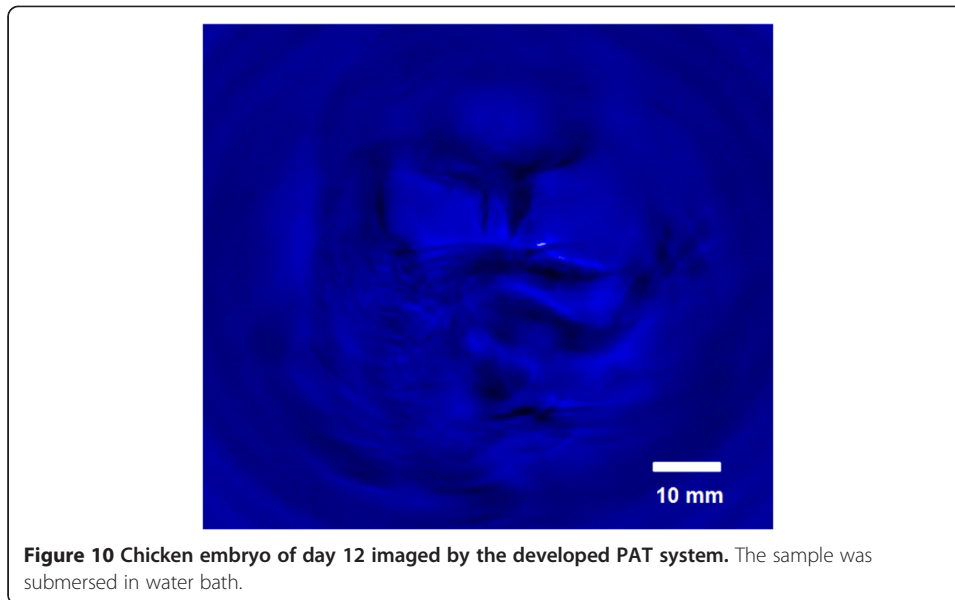 10 mm
Figure 10 Chicken embryo of day 12 imaged by the developed PAT system. The sample was
submersed in water bath.